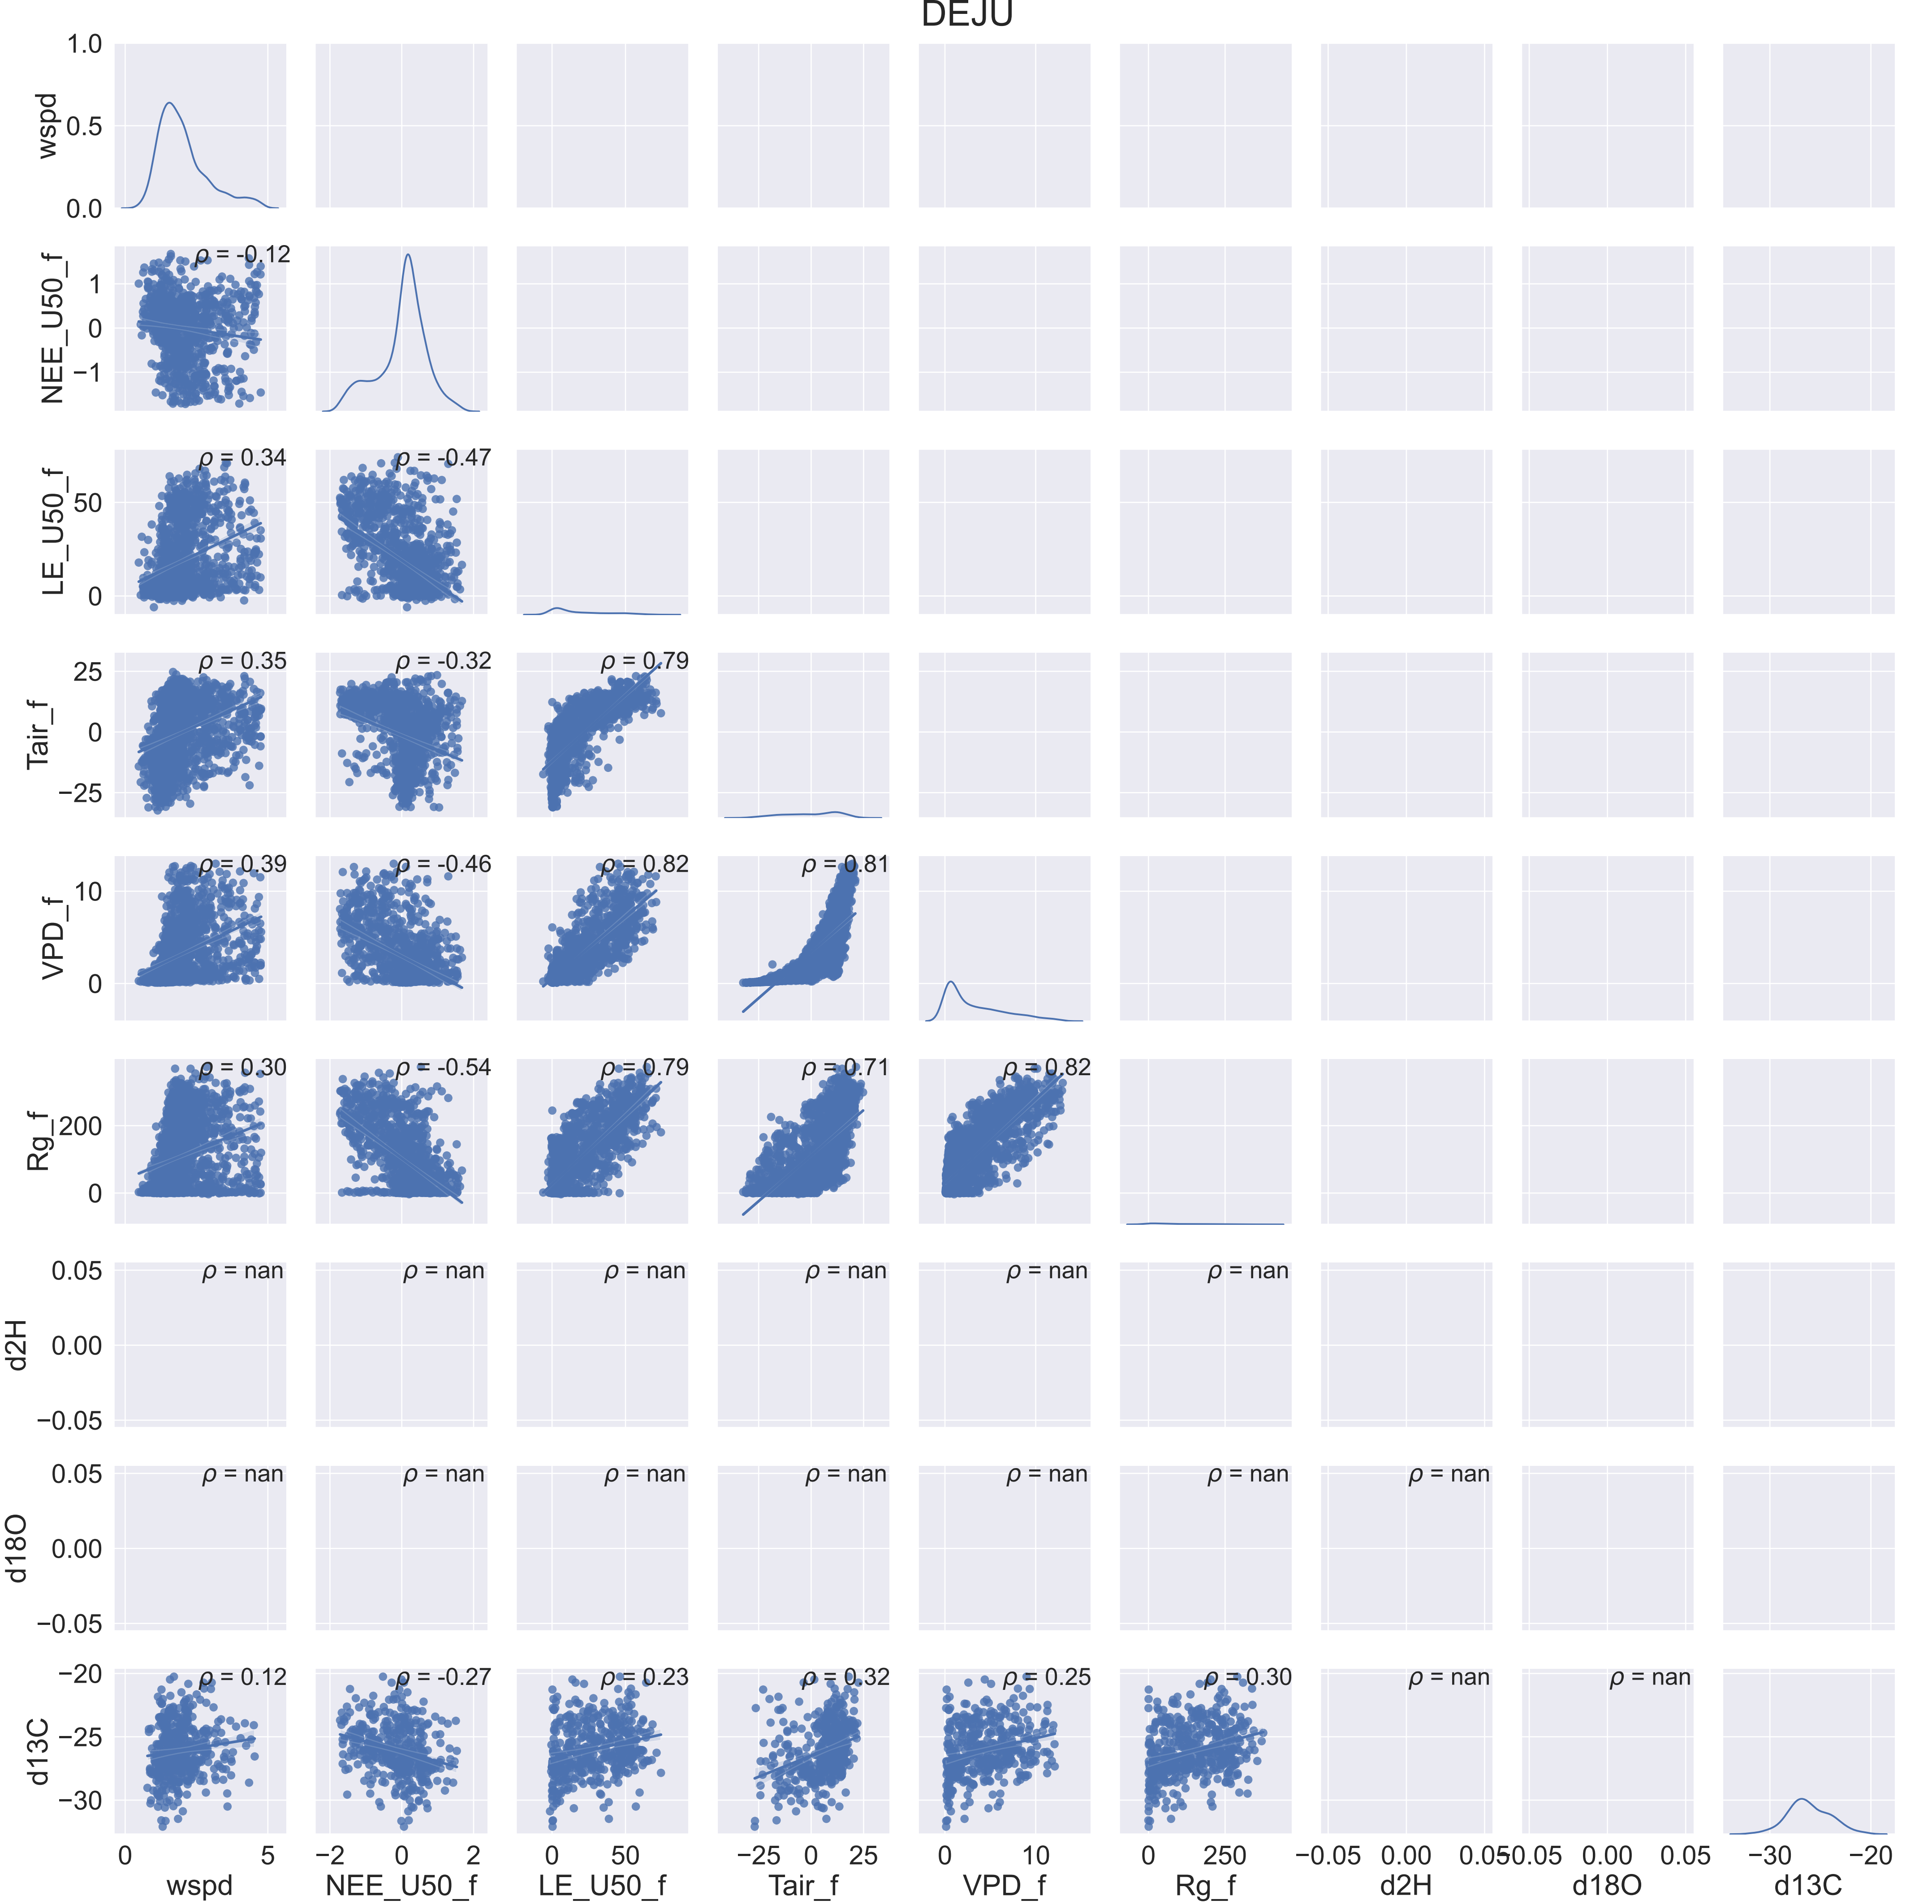 DEJU
1.0
wspd
0.5
0.0
ρ = -0.12
NEE_U50_f
1
0
−1
ρ = 0.34 ρ = -0.47
LE_U50_f
50
0
ρ = 0.35 ρ = -0.32 ρ = 0.79
Tair_f
25
0
−25
ρ = 0.39 ρ = -0.46 ρ = 0.82 ρ = 0.81
VPD_f
10
0
ρ = 0.30 ρ = -0.54 ρ = 0.79 ρ = 0.71 ρ = 0.82
Rg_f
200
0
ρ = nan ρ = nan ρ = nan ρ = nan ρ = nan ρ = nan
d2H
0.05
0.00
−0.05
ρ = nan ρ = nan ρ = nan ρ = nan ρ = nan ρ = nan ρ = nan
d18O
0.05
0.00
−0.05
ρ = 0.12 ρ = -0.27 ρ = 0.23 ρ = 0.32 ρ = 0.25 ρ = 0.30 ρ = nan ρ = nan
d13C
−20
−25
−30
0 5 −2 0 2 0 50 −25 0 25 0 10 0 250 −0.05 0.00 0.05 −0.05 0.00 0.05 −30 −20
wspd NEE_U50_f LE_U50_f Tair_f VPD_f Rg_f d2H d18O d13C